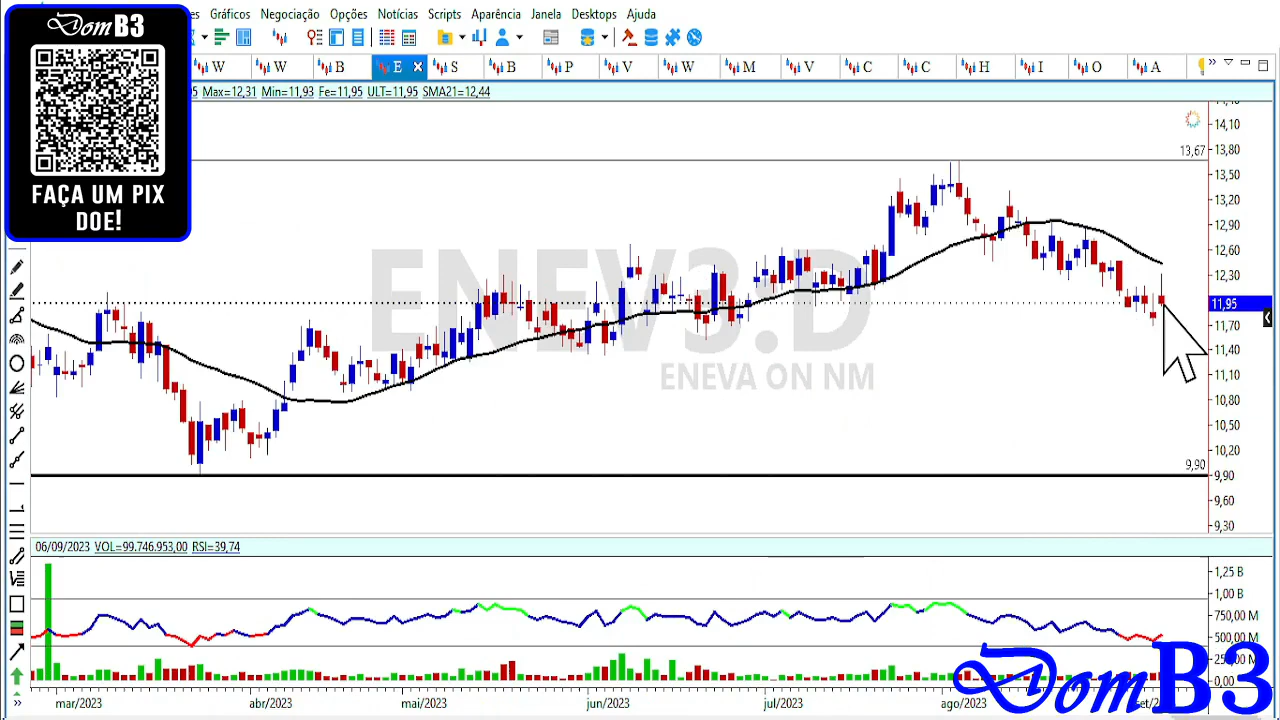 DomB3
FAÇA UM PIX
DOE!
Gráficos Negociação Opções Notícias Scripts Aparência Janela Desktops Ajuda
W W B E S B P V W M V C C H I O A
Max=12,31 Min=11,93 Fe=11,95 ULT=11,95 SMA21=12,44
ENEV3.D
ENEVA ON NM
13,67
9,90
14,10
13,80
13,50
13,20
12,90
12,60
12,30
11,95
11,70
11,40
11,10
10,80
10,50
10,20
9,90
9,60
9,30
06/09/2023 VOL=99.746.953,00 RSI=39,74
1,25 B
1,00 B
750,00 M
500,00 M
0,00
mar/2023 abr/2023 mai/2023 jun/2023 jul/2023 ago/2023
DomB3